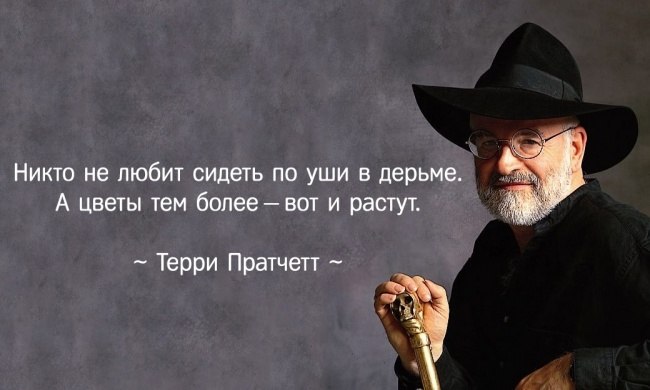 Никто не любит сидеть по уши в дерьме.
А цветы тем более – вот и растут.
~ Терри Пратчетт ~